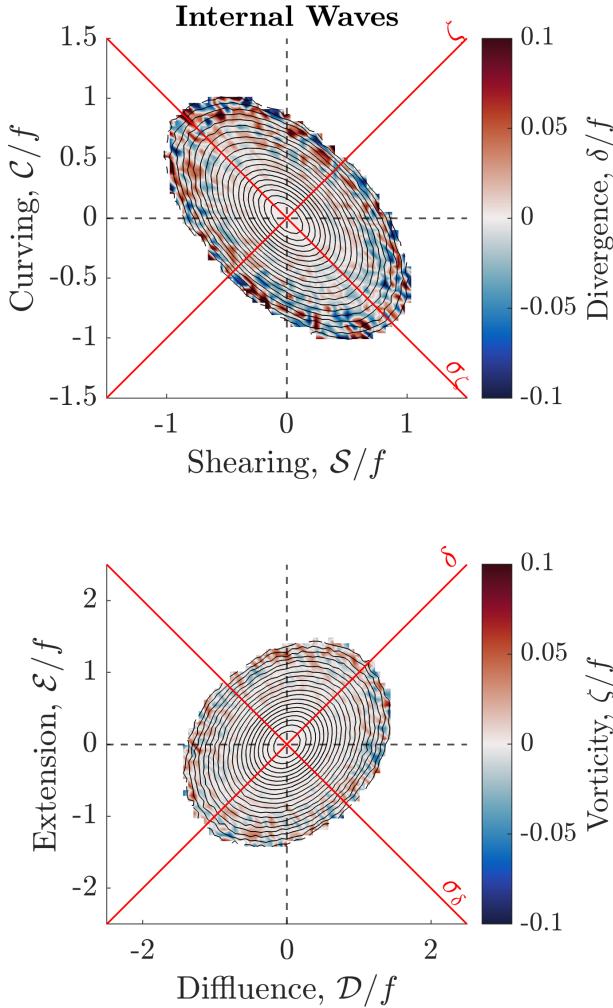 Internal Waves
1.5
1
0.5
0
-0.5
-1
-1.5
Curving, 𝒞/f
-1
0
1
Shearing, 𝒮/f
ζ
σζ
0.1
0.05
0
-0.05
-0.1
Divergence, δ/f
2
1
0
-1
-2
Extension, ℰ/f
-2
0
2
Diffluence, 𝒟/f
δ
σδ
0.1
0.05
0
-0.05
-0.1
Vorticity, ζ/f